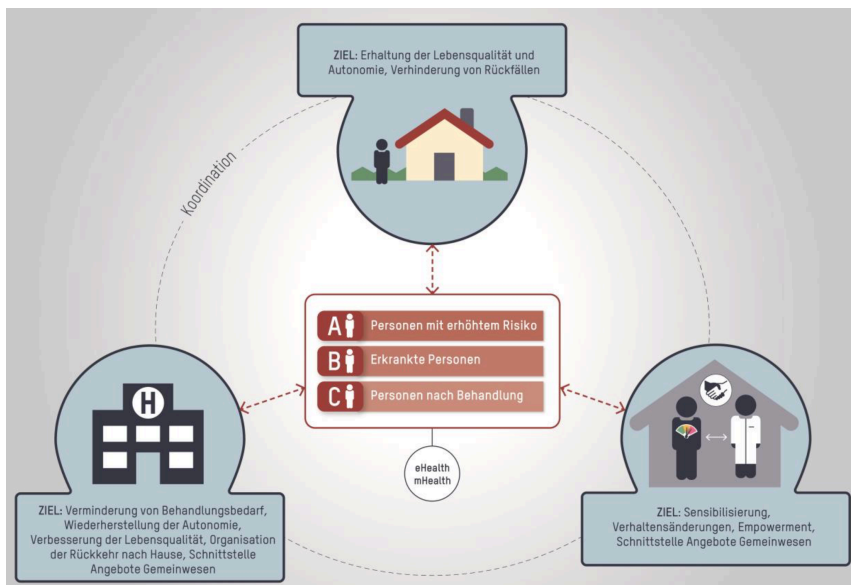 ZIEL: Erhaltung der Lebensqualität und
Autonomie, Verhinderung von Rückfällen
Koordination
A Personen mit erhöhtem Risiko
B Erkrankte Personen
C Personen nach Behandlung
H
eHealth
mHealth
ZIEL: Verminderung von Behandlungsbedarf,
Wiederherstellung der Autonomie,
Verbesserung der Lebensqualität, Organisation
der Rückkehr nach Hause, Schnittstelle
Angebote Gemeinwesen
ZIEL: Sensibilisierung,
Verhaltensänderungen, Empowerment,
Schnittstelle Angebote Gemeinwesen